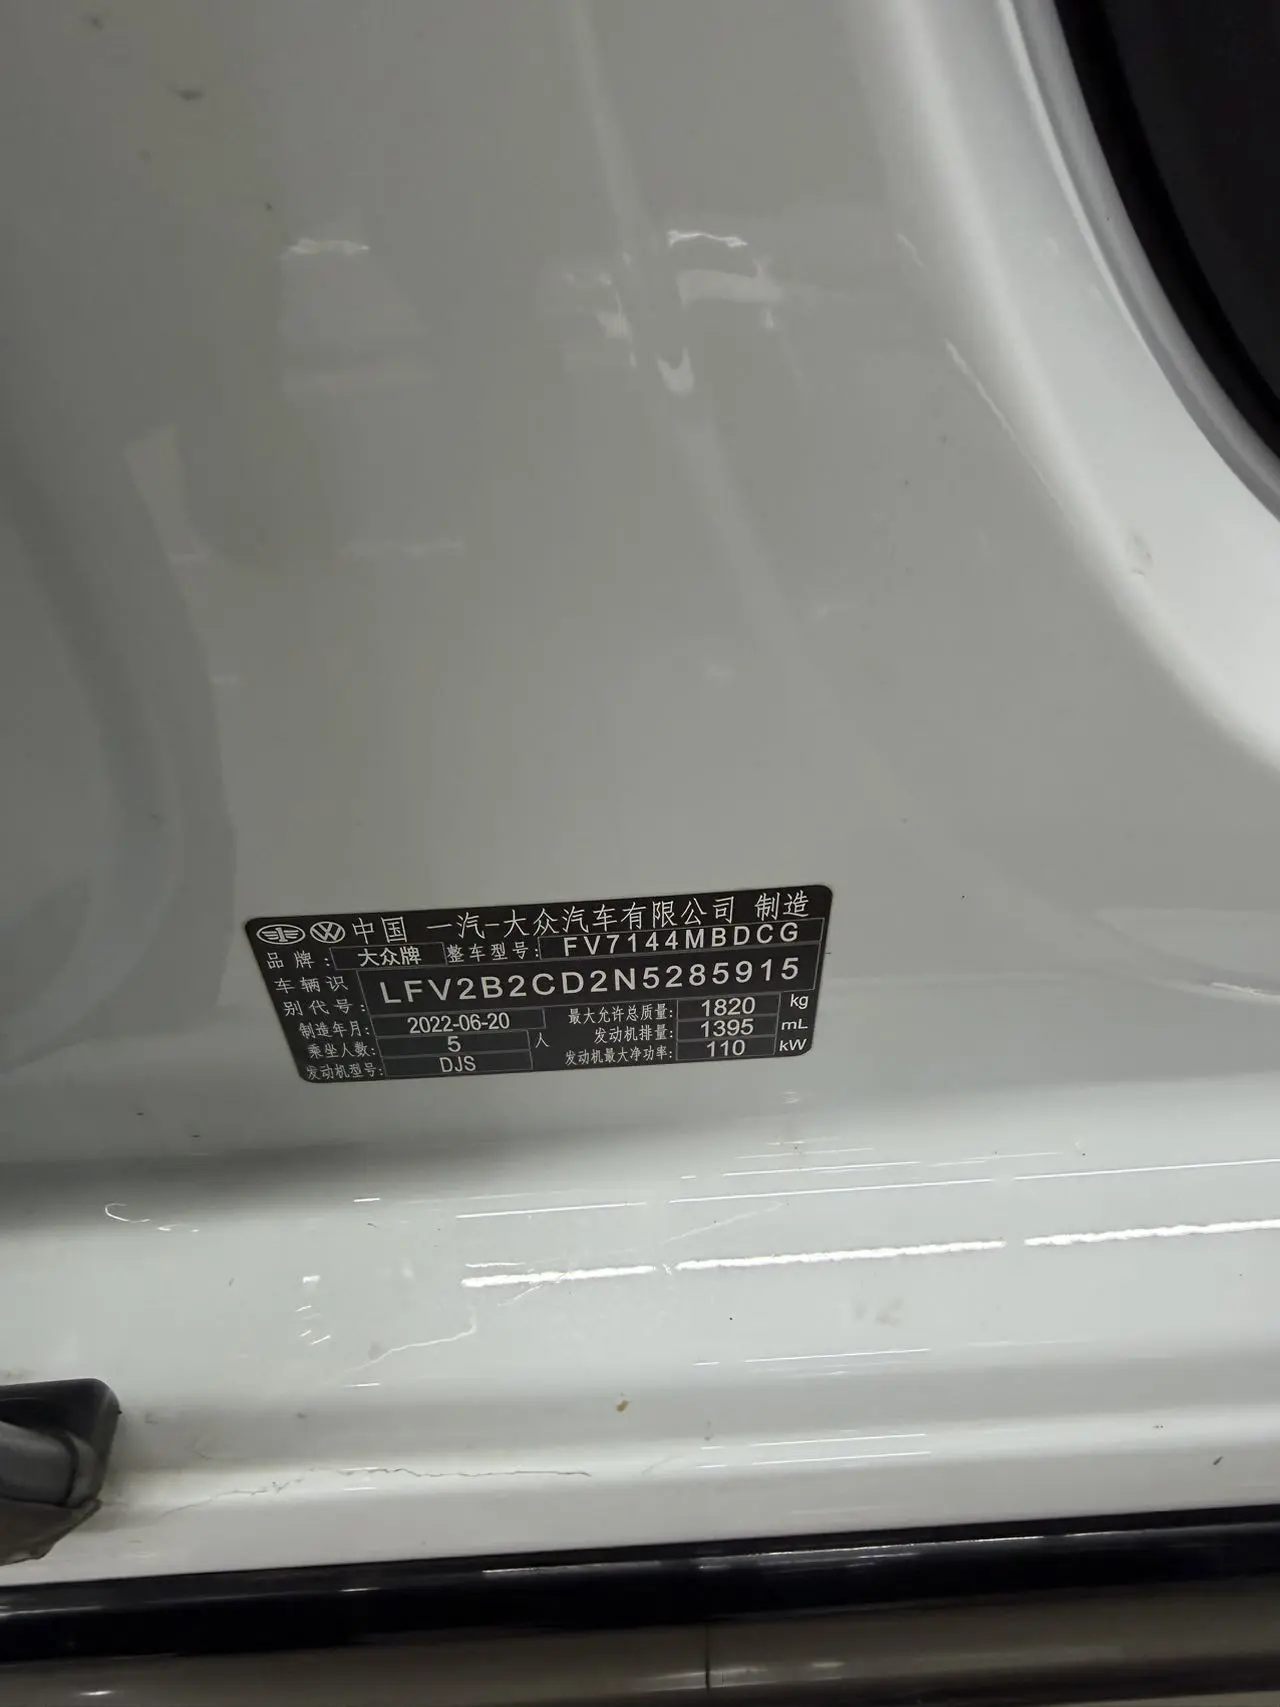 中国 一汽-大众汽车有限公司 制造
品牌: 大众牌 整车型号: FV7144MBDCG
车辆识别代号: LFV2B2CD2N5285915
制造年月: 2022-06-20 最大允许总质量: 1820 kg
乘坐人数: 5 人 发动机排量: 1395 mL
发动机型号: DJS 发动机最大净功率: 110 kW